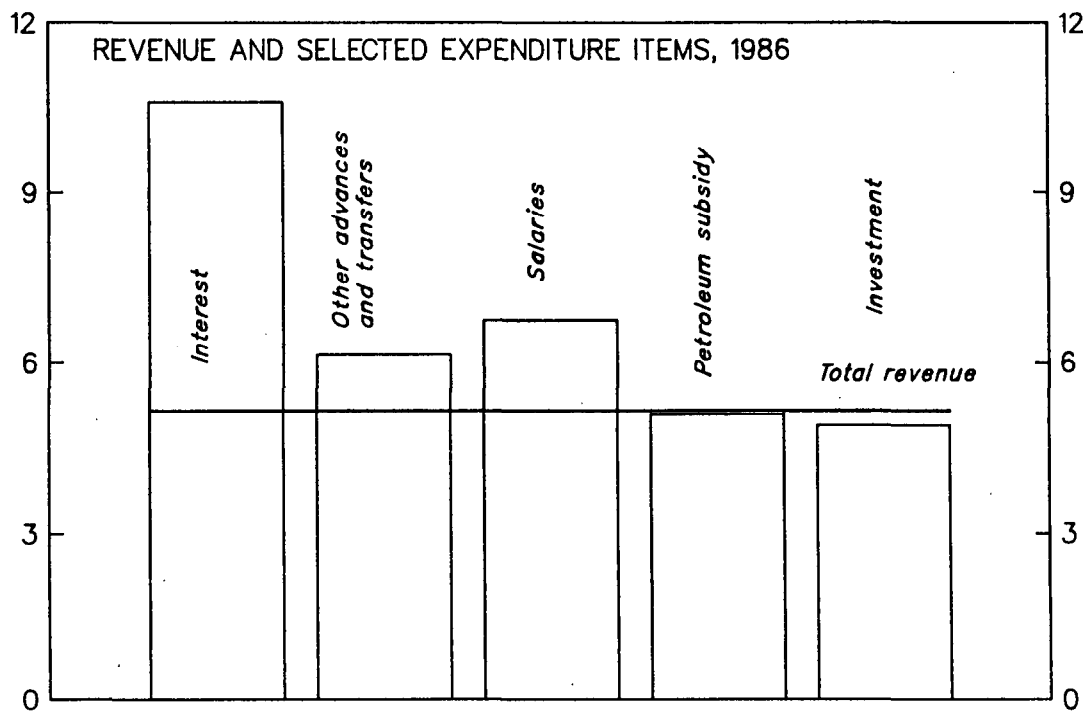 REVENUE AND SELECTED EXPENDITURE ITEMS, 1986
12
9
6
3
0
Interest
Other advances
and transfers
Salaries
Petroleum subsidy
Investment
Total revenue
12
9
6
3
0